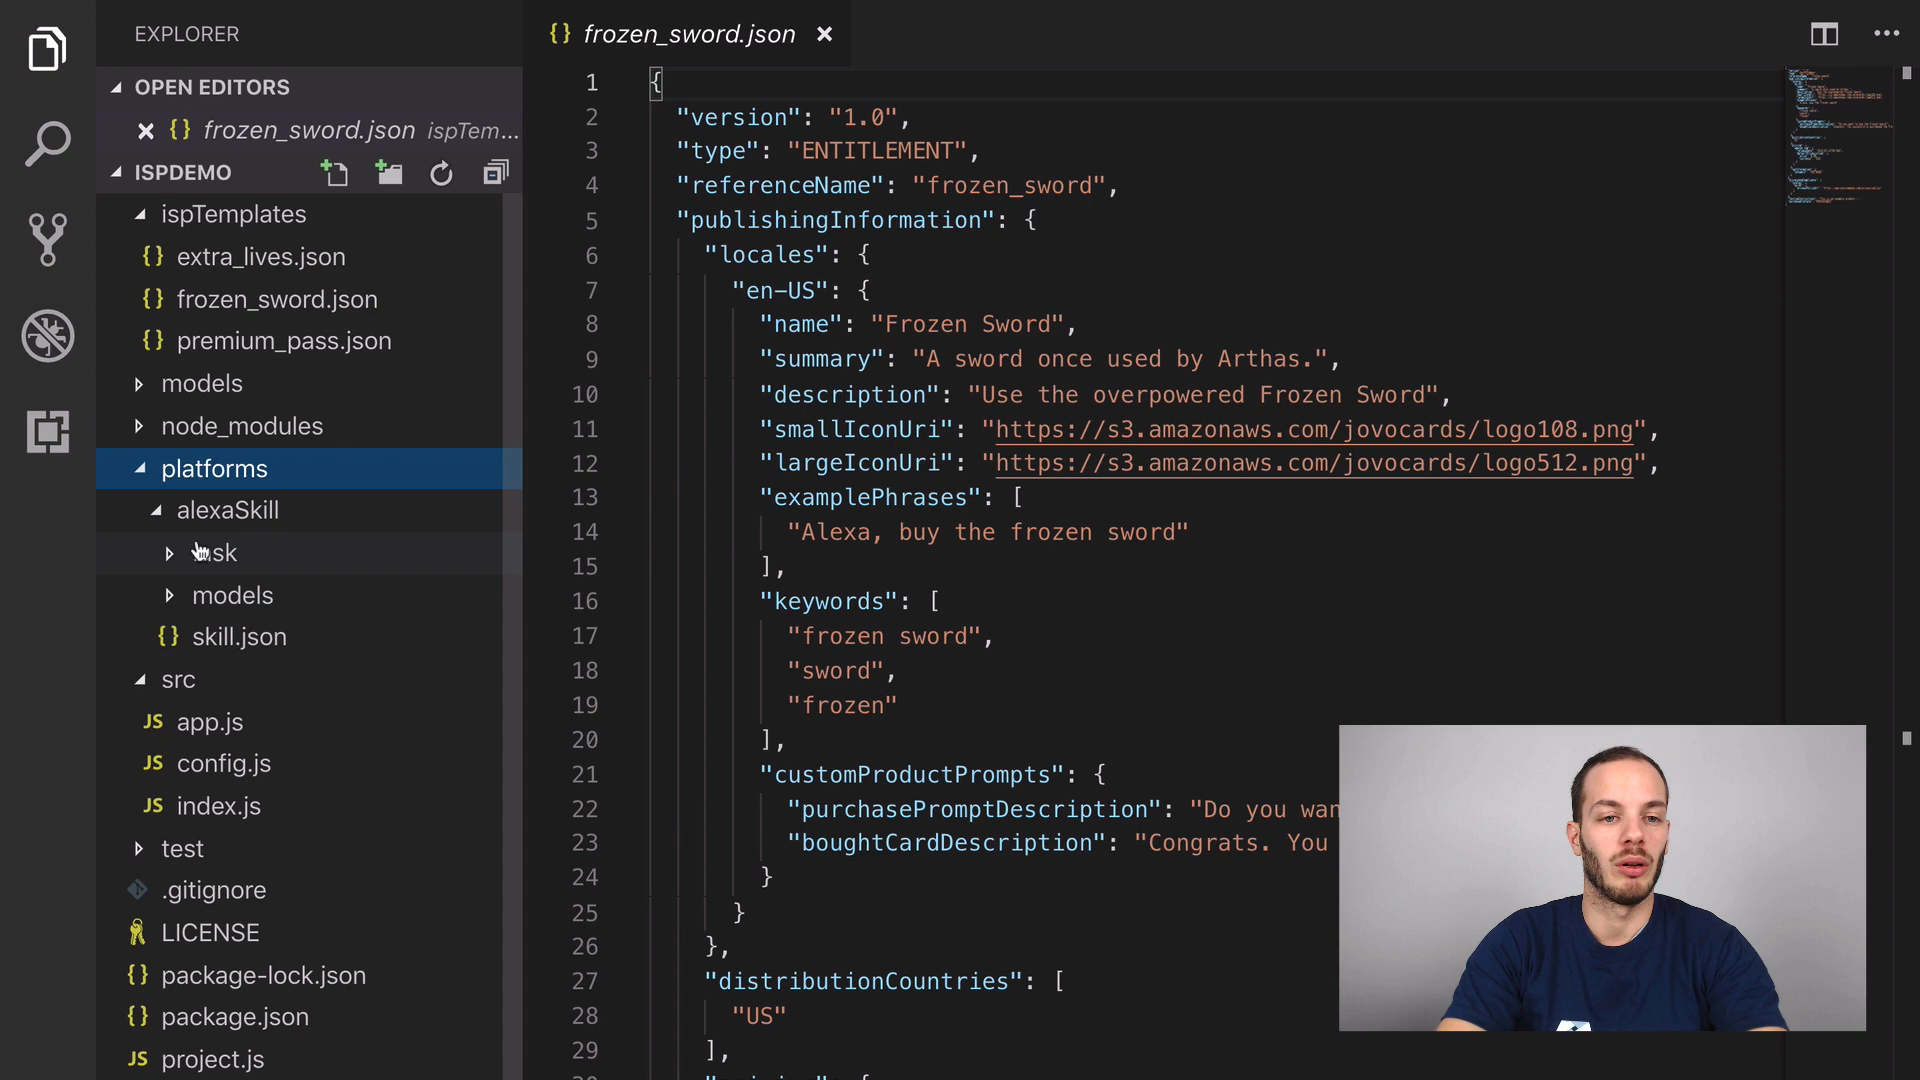 EXPLORER
OPEN EDITORS
frozen_sword.json ispTem...
ISPDEMO
ispTemplates
extra_lives.json
frozen_sword.json
premium_pass.json
models
node_modules
platforms
alexaSkill
models
skill.json
src
JS app.js
JS config.js
JS index.js
test
.gitignore
LICENSE
package-lock.json
package.json
JS project.js
{} frozen_sword.json
1 {
2 "version": "1.0",
3 "type": "ENTITLEMENT",
4 "referenceName": "frozen_sword",
5 "publishingInformation": {
6 "locales": {
7 "en-US": {
8 "name": "Frozen Sword",
9 "summary": "A sword once used by Arthas.",
10 "description": "Use the overpowered Frozen Sword",
11 "smallIconUri": "https://s3.amazonaws.com/jovocards/logo108.png",
12 "largeIconUri": "https://s3.amazonaws.com/jovocards/logo512.png",
13 "examplePhrases": [
14 "Alexa, buy the frozen sword"
15 ],
16 "keywords": [
17 "frozen sword",
18 "sword",
19 "frozen"
20 ],
21 "customProductPrompts": {
22 "purchasePromptDescription": "Do you wan
23 "boughtCardDescription": "Congrats. You
24 }
25 }
26 },
27 "distributionCountries": [
28 "US"
29 ],